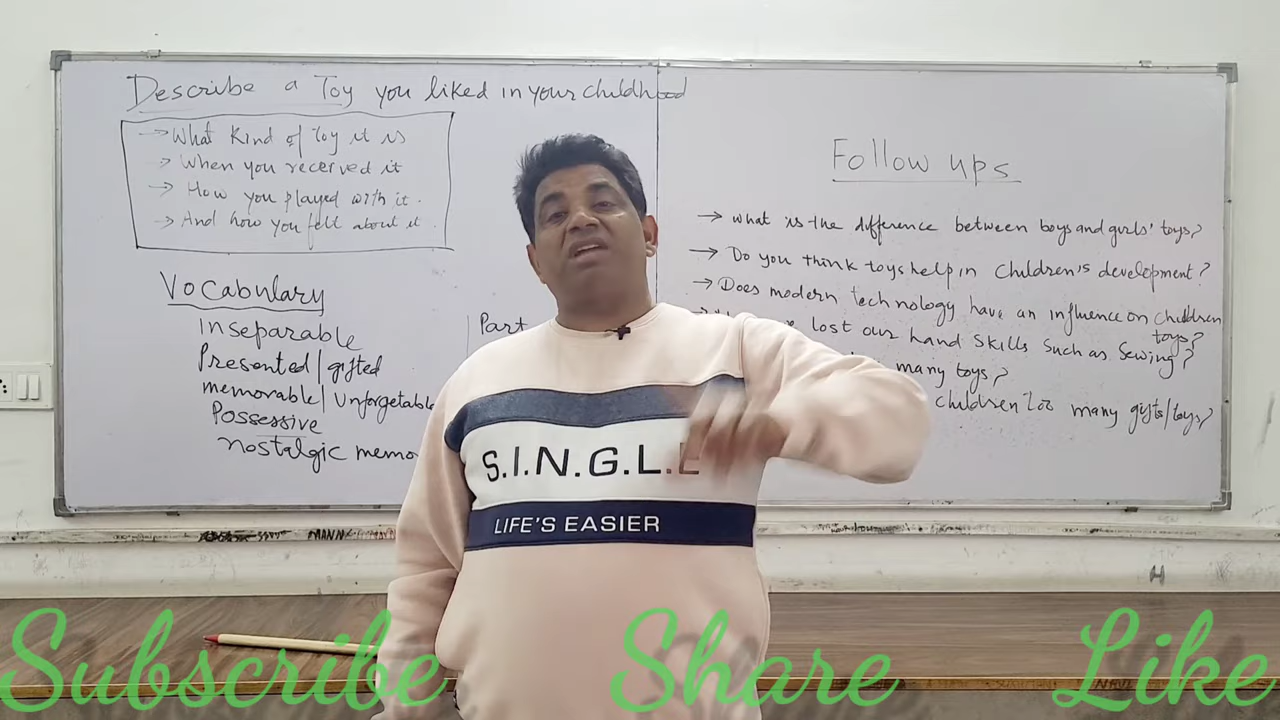 Describe a Toy you liked in your childhood
→ What kind of toy it is
→ When you received it
→ How you played with it.
→ And how you felt about it.
Vocabulary
inseparable
Presented/gifted
memorable/unforgetable
Possessive
nostalgic memo
Part
Follow ups
→ what is the difference between boys and girls' toys?
→ Do you think toys help in children's development?
→ Does modern technology have an influence on children toys?
lost our hand skills such as sewing?
many toys?
children too many gifts/toys?
S.I.N.G.L.E
LIFE'S EASIER
Subscribe Share Like